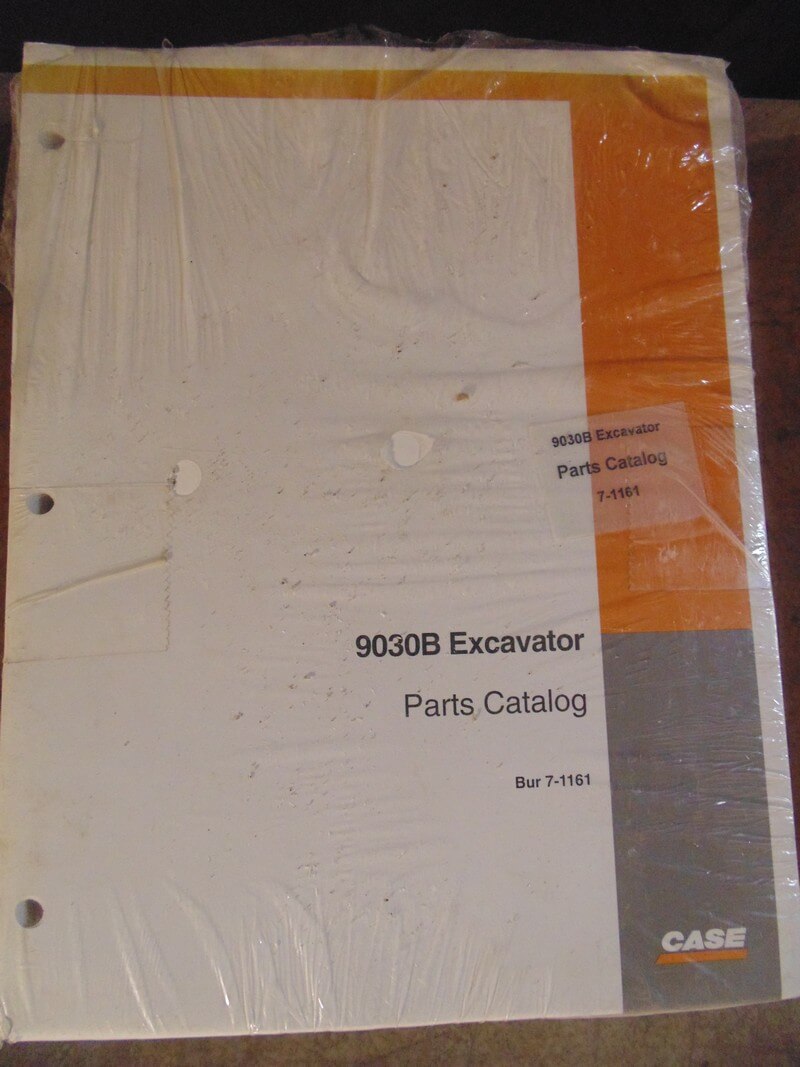 9030B Excavator
Parts Catalog
7-1161
9030B Excavator
Parts Catalog
Bur 7-1161
CASE